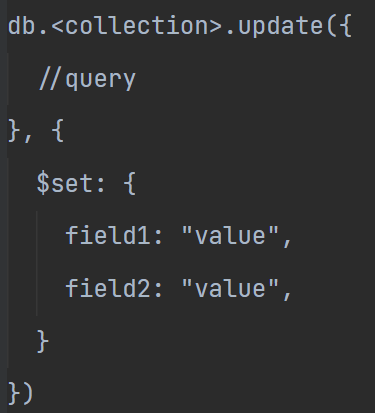 db.<collection>.update({
//query
}, {
$set: {
field1: "value",
field2: "value",
}
})